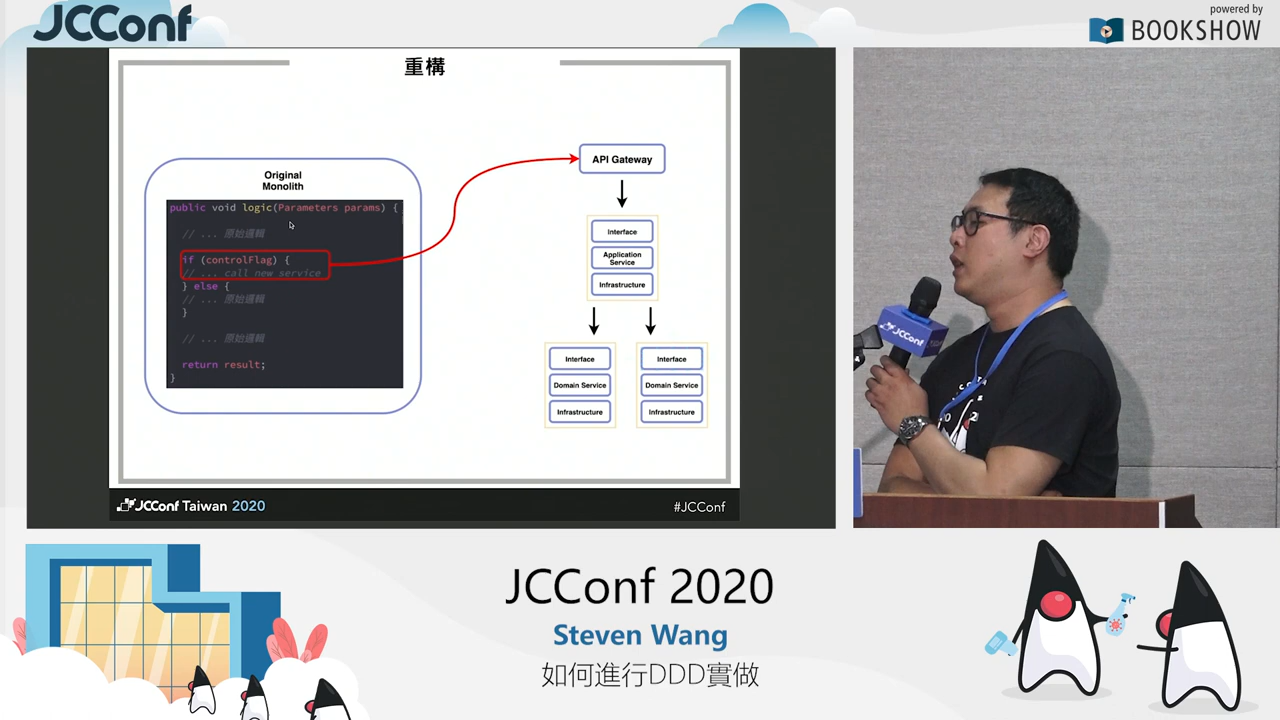 JCConf
powered by
BOOKSHOW
重構
Original
Monolith
public void logic(Parameters params) {
// ... 原始邏輯
if (controlFlag) {
// ... call new service
} else {
// ... 原始邏輯
}
// ... 原始邏輯
return result;
}
API Gateway
Interface
Application
Service
Infrastructure
Interface
Domain Service
Infrastructure
Interface
Domain Service
Infrastructure
JCConf Taiwan 2020
#JCConf
JCConf
JCConf 2020
Steven Wang
如何進行DDD實做